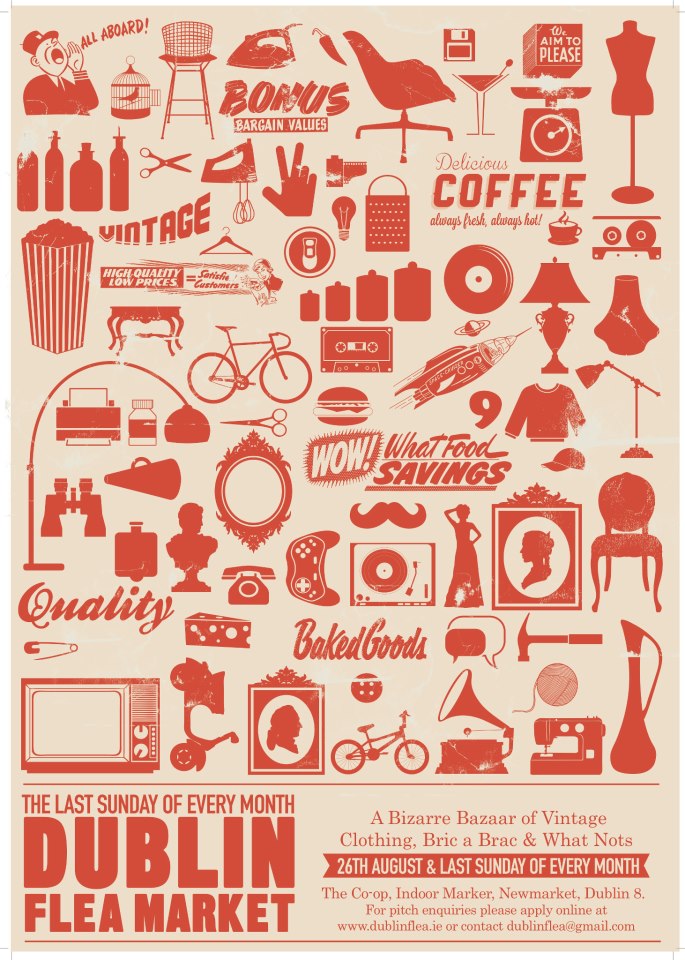 ALL ABOARD!
We
AIM TO
PLEASE
BONUS
BARGAIN VALUES
Delicious
COFFEE
always fresh, always hot!
VINTAGE
HIGH-QUALITY
LOW PRICES
=
Satisfied
Customers
9
WOW!
What Food
SAVINGS
Quality
Baked Goods
THE LAST SUNDAY OF EVERY MONTH
DUBLIN
FLEA MARKET
A Bizarre Bazaar of Vintage
Clothing, Bric a Brac & What Nots
26TH AUGUST & LAST SUNDAY OF EVERY MONTH
The Co-op, Indoor Marker, Newmarket, Dublin 8.
For pitch enquiries please apply online at
www.dublinflea.ie or contact dublinflea@gmail.com